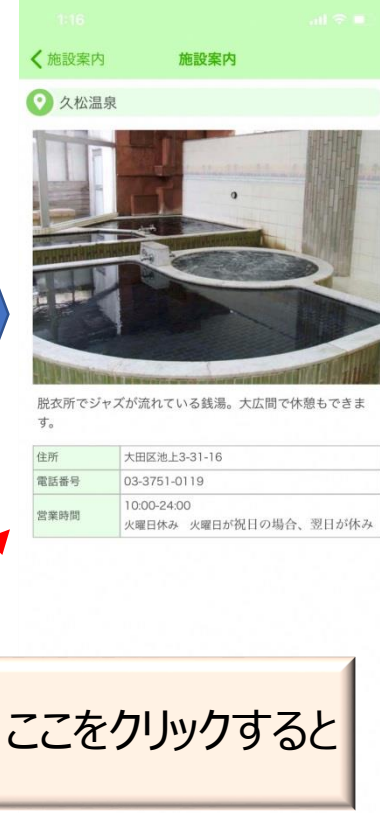 1:16
施設案内 施設案内
久松温泉
脱衣所でジャズが流れている銭湯。大広間で休憩もできま
す。
住所 大田区池上3-31-16
電話番号 03-3751-0119
営業時間 10:00-24:00
火曜日休み 火曜日が祝日の場合、翌日が休み
ここをクリックすると